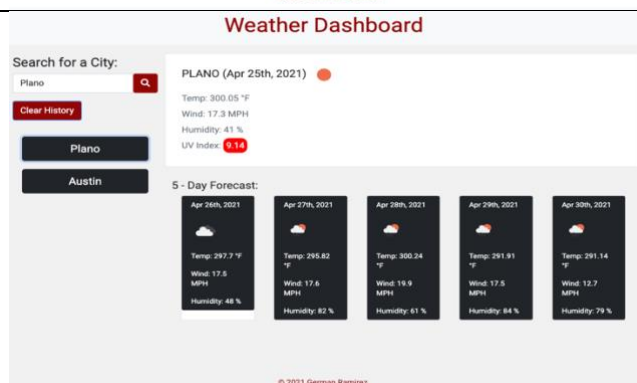 Weather Dashboard
Search for a City:
Plano
Clear History
Plano
Austin
PLANO (Apr 25th, 2021)
Temp: 300.05 °F
Wind: 17.3 MPH
Humidity: 41 %
UV Index: 9.14
5 - Day Forecast:
Apr 26th, 2021
Temp: 297.7 °F
Wind: 17.5
MPH
Humidity: 48 %
Apr 27th, 2021
Temp: 295.82
°F
Wind: 17.6
MPH
Humidity: 82 %
Apr 28th, 2021
Temp: 300.24
°F
Wind: 19.9
MPH
Humidity: 61 %
Apr 29th, 2021
Temp: 291.91
°F
Wind: 17.5
MPH
Humidity: 84 %
Apr 30th, 2021
Temp: 291.14
°F
Wind: 12.7
MPH
Humidity: 79 %
© 2021 German Ramirez